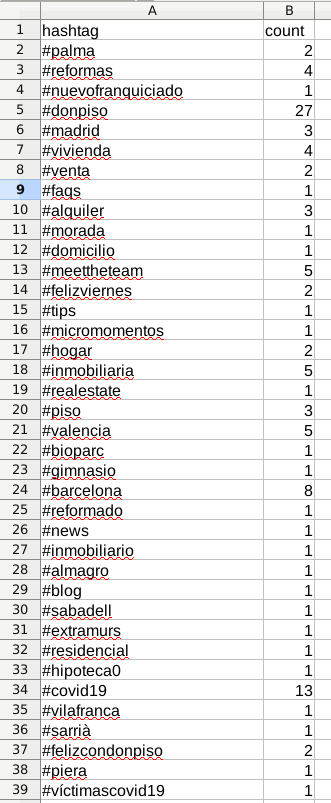 A B
1 hashtag count
2 #palma 2
3 #reformas 4
4 #nuevofranquiciado 1
5 #donpiso 27
6 #madrid 3
7 #vivienda 4
8 #venta 2
9 #faqs 1
10 #alquiler 3
11 #morada 1
12 #domicilio 1
13 #meettheteam 5
14 #felizviernes 2
15 #tips 1
16 #micromomentos 1
17 #hogar 2
18 #inmobiliaria 5
19 #realestate 1
20 #piso 3
21 #valencia 5
22 #bioparc 1
23 #gimnasio 1
24 #barcelona 8
25 #reformado 1
26 #news 1
27 #inmobiliario 1
28 #almagro 1
29 #blog 1
30 #sabadell 1
31 #extramurs 1
32 #residencial 1
33 #hipoteca0 1
34 #covid19 13
35 #vilafranca 1
36 #sarrià 1
37 #felizcondonpiso 2
38 #piera 1
39 #víctimascovid19 1